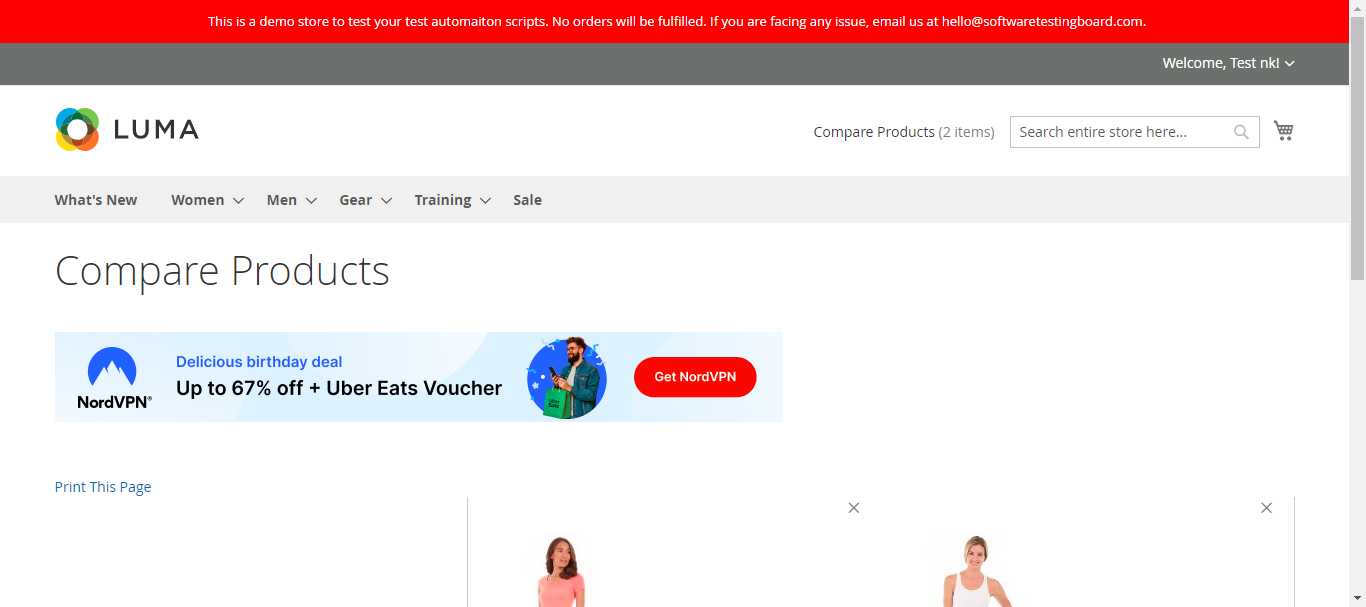 This is a demo store to test your test automaiton scripts. No orders will be fulfilled. If you are facing any issue, email us at hello@softwaretestingboard.com.
Welcome, Test nk!
LUMA
Compare Products (2 items)
Search entire store here...
What's New
Women
Men
Gear
Training
Sale
Compare Products
NordVPN®
Delicious birthday deal
Up to 67% off + Uber Eats Voucher
UBER
EATS
Get NordVPN
Print This Page